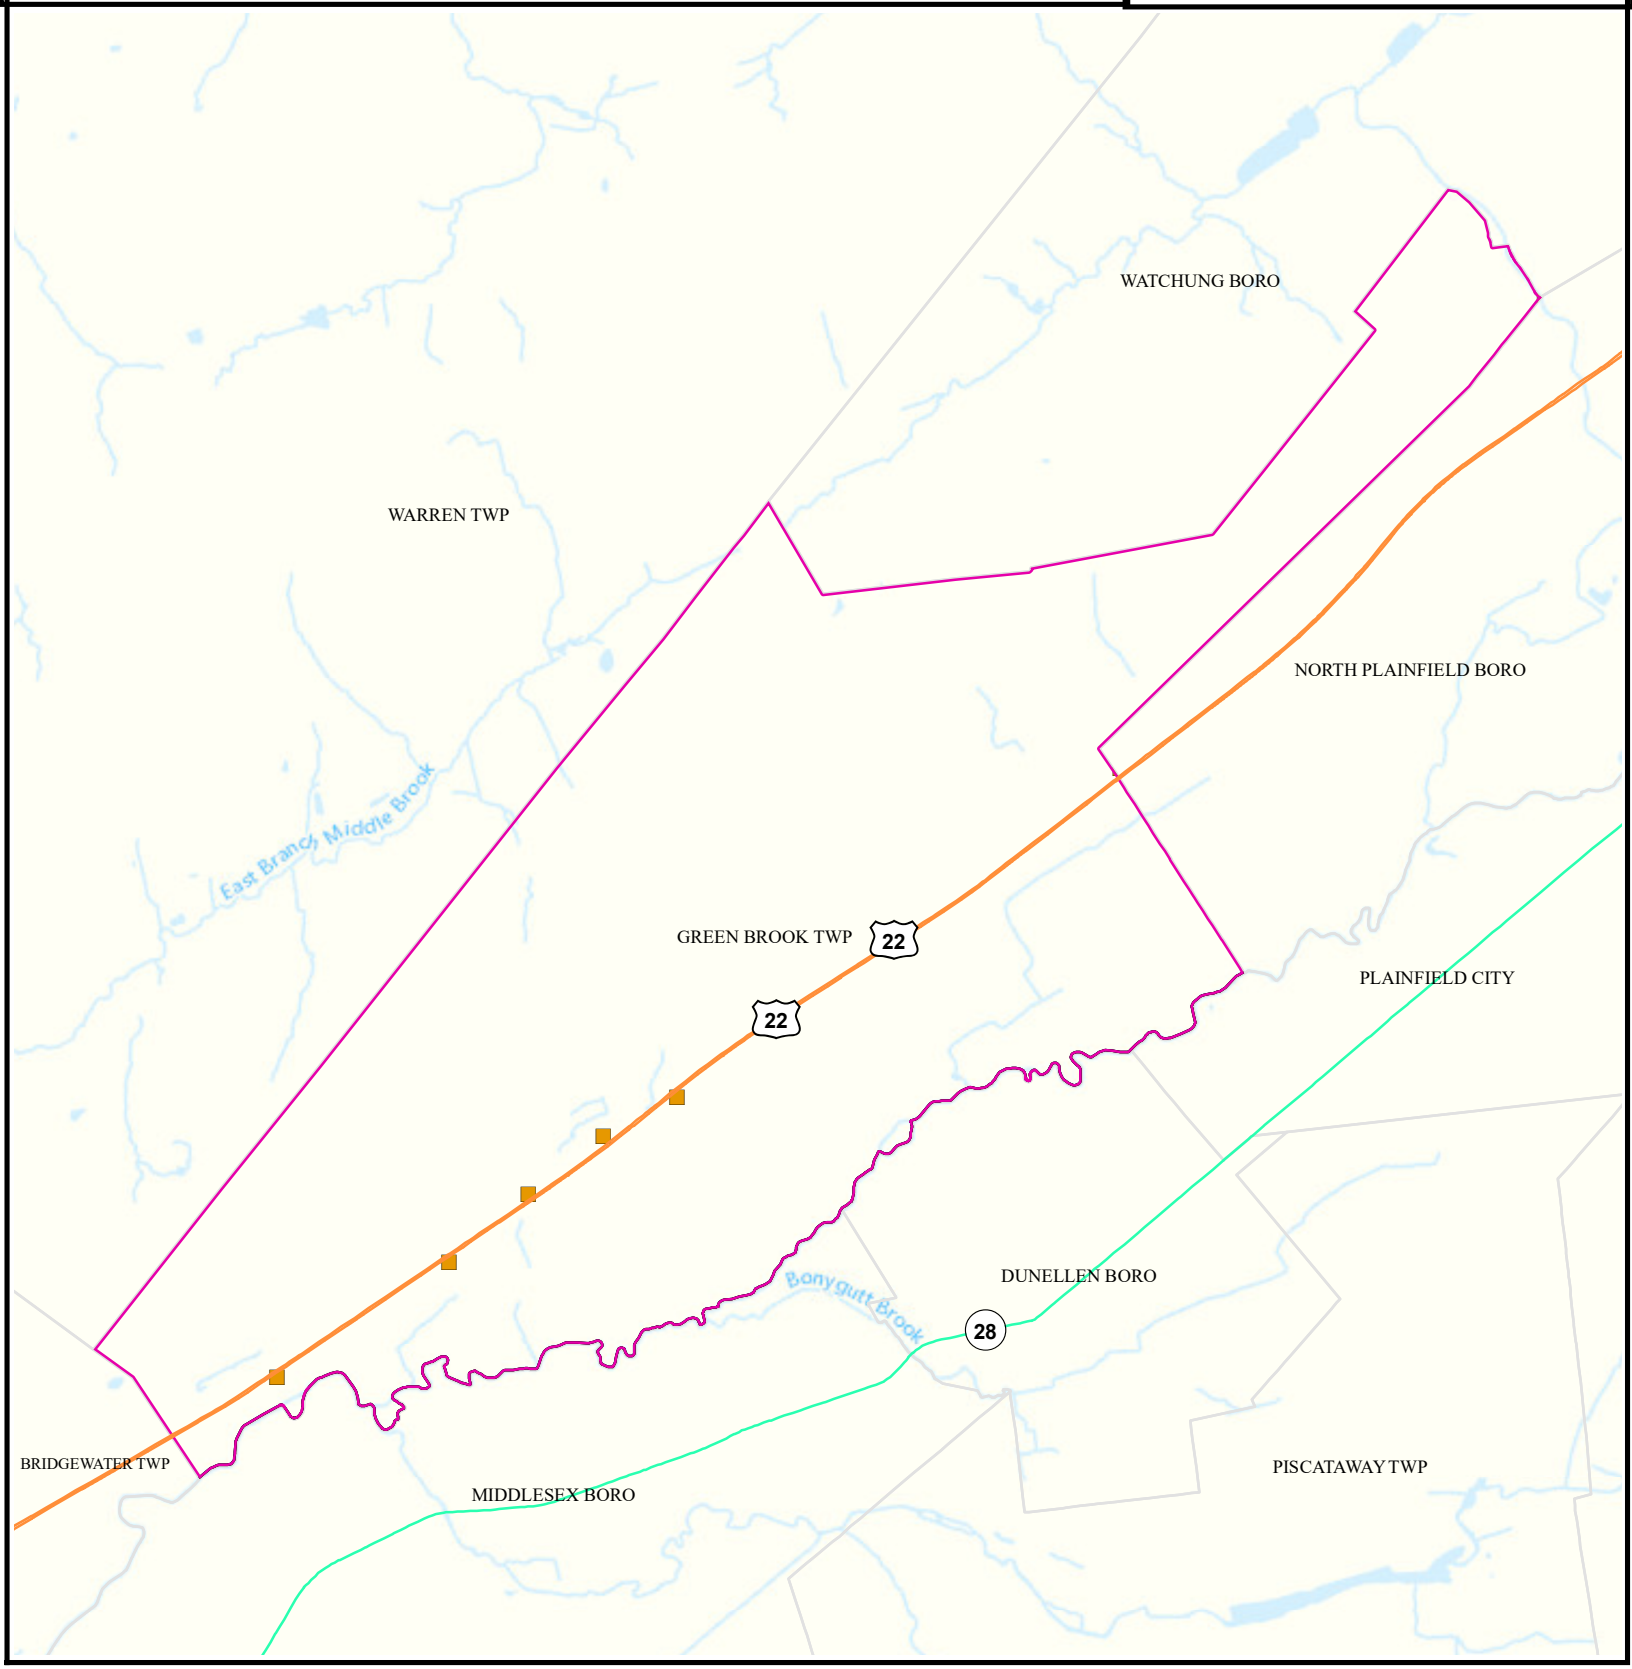 WATCHUNG BORO
WARREN TWP
NORTH PLAINFIELD BORO
East Branch Middle Brook
GREEN BROOK TWP
22
22
PLAINFIELD CITY
Bonygutt Brook
DUNELLEN BORO
28
BRIDGEWATER TWP
MIDDLESEX BORO
PISCATAWAY TWP